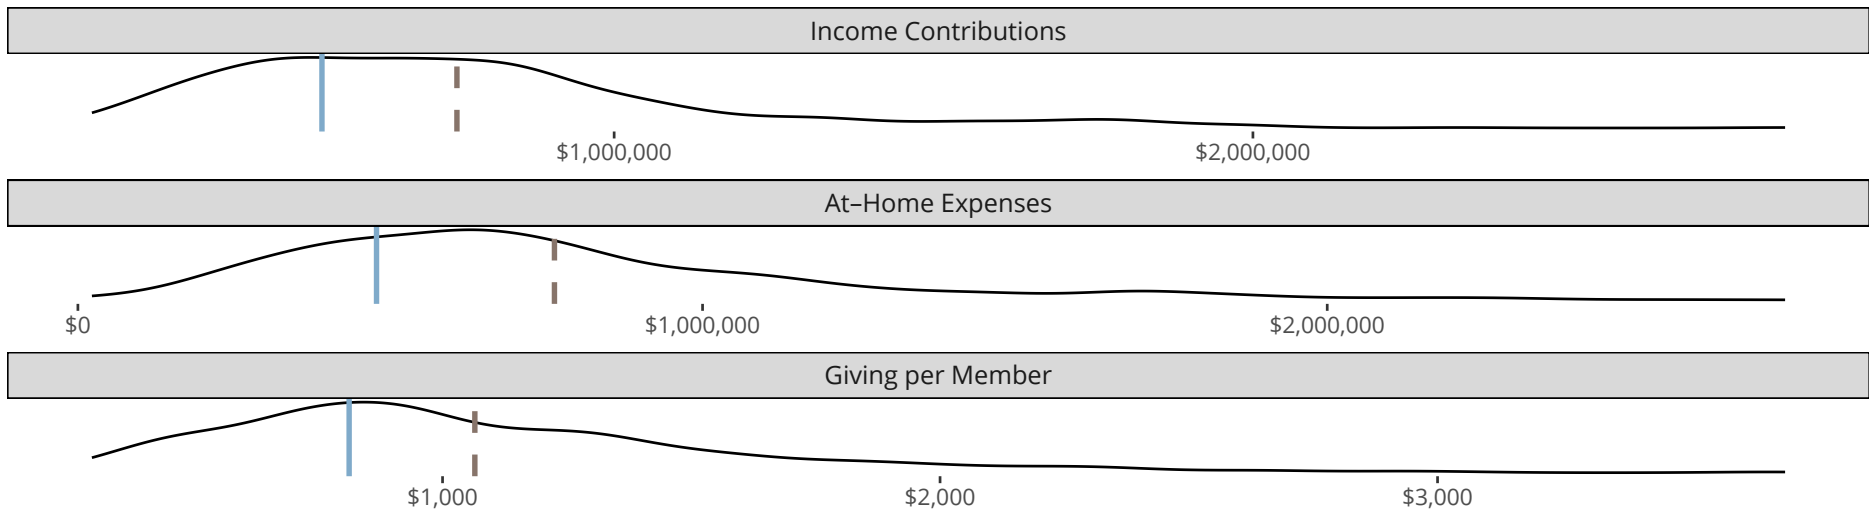 Income Contributions
$1,000,000 $2,000,000
At–Home Expenses
$0 $1,000,000 $2,000,000
Giving per Member
$1,000 $2,000 $3,000